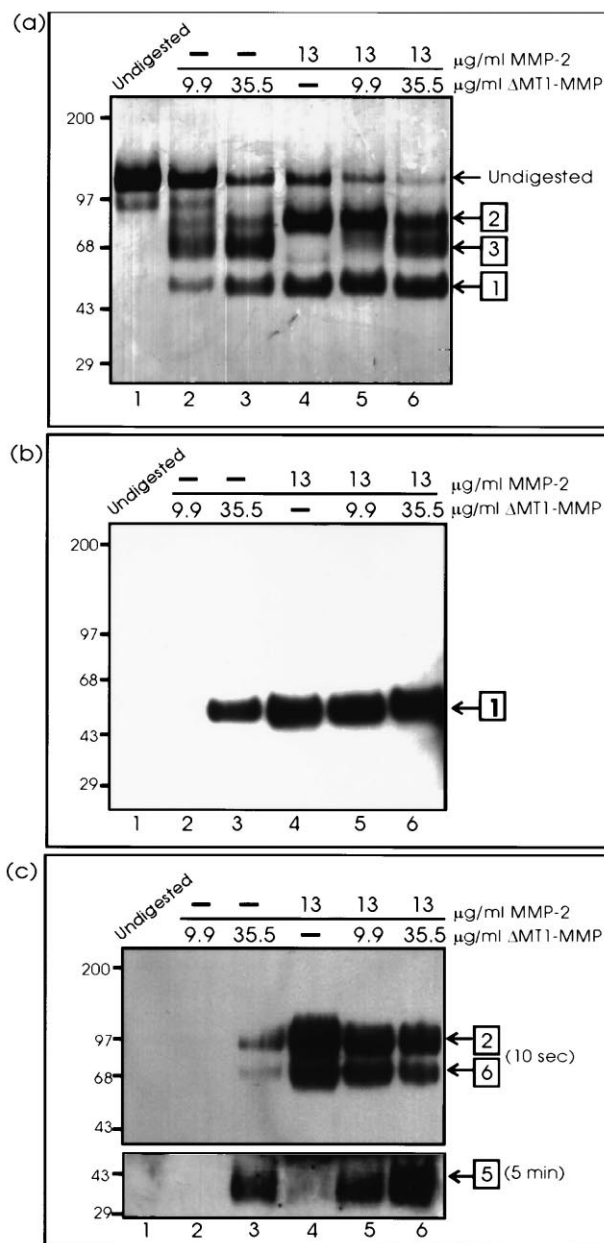 (a)
Undigested – – 13 13 13 μg/ml MMP-2
9.9 35.5 – 9.9 35.5 μg/ml ΔMT1-MMP
200
Undigested
97
2
68
3
1
43
29
1 2 3 4 5 6
(b)
Undigested – – 13 13 13 μg/ml MMP-2
9.9 35.5 – 9.9 35.5 μg/ml ΔMT1-MMP
200
97
68
1
43
29
1 2 3 4 5 6
(c)
Undigested – – 13 13 13 μg/ml MMP-2
9.9 35.5 – 9.9 35.5 μg/ml ΔMT1-MMP
200
97
2
(10 sec)
68
6
43
43
5 (5 min)
29
1 2 3 4 5 6